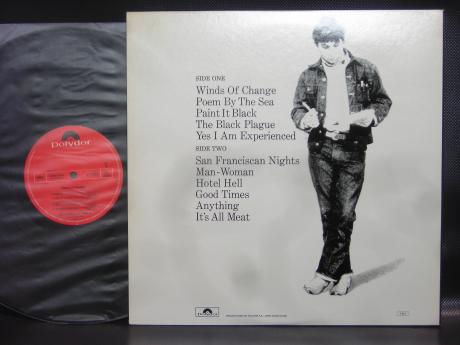 SIDE ONE
Winds Of Change
Poem By The Sea
Paint It Black
The Black Plague
Yes I Am Experienced
SIDE TWO
San Franciscan Nights
Man-Woman
Hotel Hell
Good Times
Anything
It's All Meat
Polydor